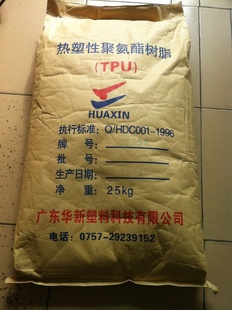 热塑性聚氨酯树脂
(TPU)
HUAXIN
执行标准: Q/HDC001-1996
牌 号:
批 号:
生产日期:
净 重: 25kg
广东华新塑料科技有限公司
电话: 0757-29239152